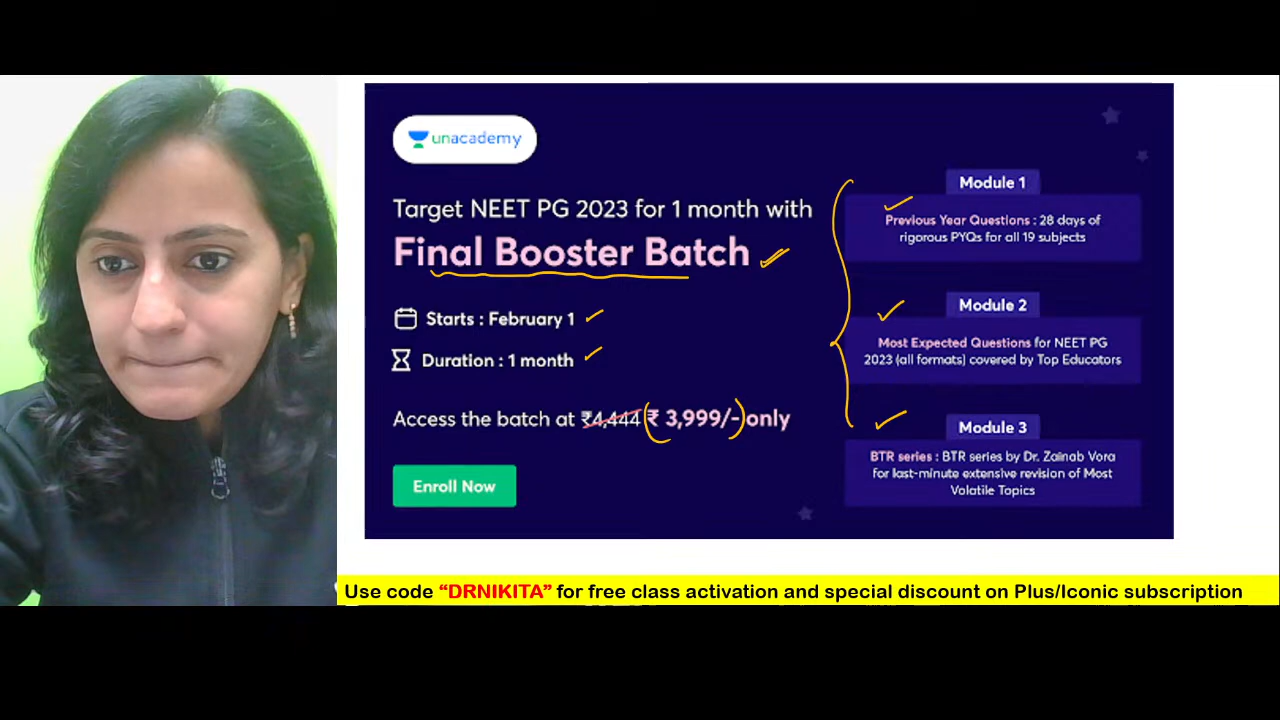 unacademy
Target NEET PG 2023 for 1 month with
Final Booster Batch
Starts : February 1
Duration : 1 month
Access the batch at ₹4,444 ₹ 3,999/- only
Enroll Now
Module 1
Previous Year Questions : 28 days of
rigorous PYQs for all 19 subjects
Module 2
Most Expected Questions for NEET PG
2023 (all formats) covered by Top Educators
Module 3
BTR series : BTR series by Dr. Zainab Vora
for last-minute extensive revision of Most
Volatile Topics
Use code “DRNIKITA” for free class activation and special discount on Plus/Iconic subscription